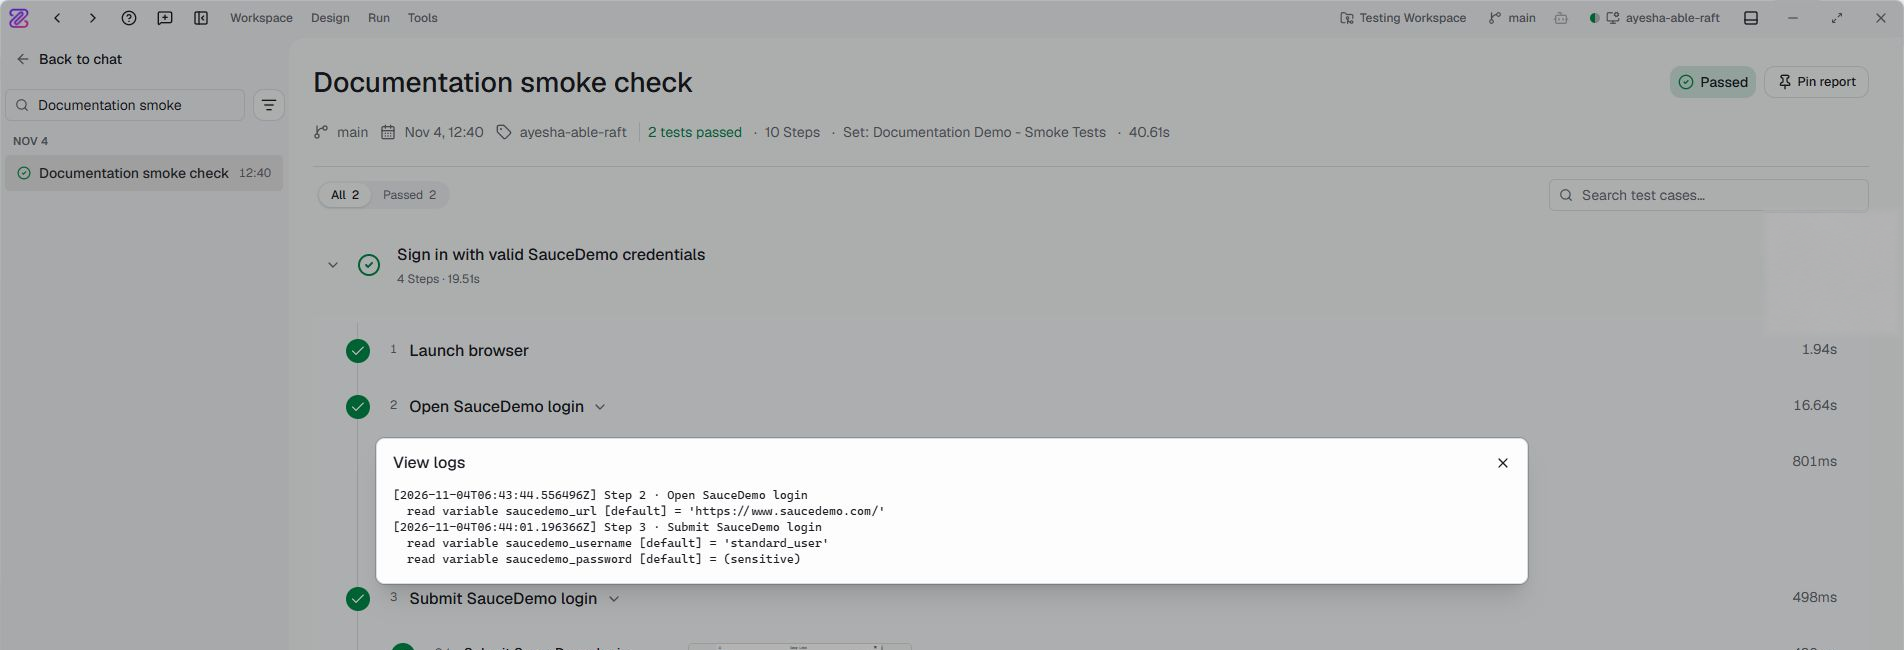 Workspace Design Run Tools Testing Workspace main ayesha-able-raft
Back to chat
Documentation smoke
NOV 4
Documentation smoke check 12:40
Documentation smoke check
Passed Pin report
main Nov 4, 12:40 ayesha-able-raft 2 tests passed · 10 Steps · Set: Documentation Demo - Smoke Tests · 40.61s
All 2 Passed 2 Search test cases...
Sign in with valid SauceDemo credentials
4 Steps · 19.51s
1 Launch browser 1.94s
2 Open SauceDemo login 16.64s
801ms
View logs
[2026-11-04T06:43:44.556496Z] Step 2 · Open SauceDemo login
read variable saucedemo_url [default] = 'https://www.saucedemo.com/'
[2026-11-04T06:44:01.196366Z] Step 3 · Submit SauceDemo login
read variable saucedemo_username [default] = 'standard_user'
read variable saucedemo_password [default] = (sensitive)
3 Submit SauceDemo login 498ms